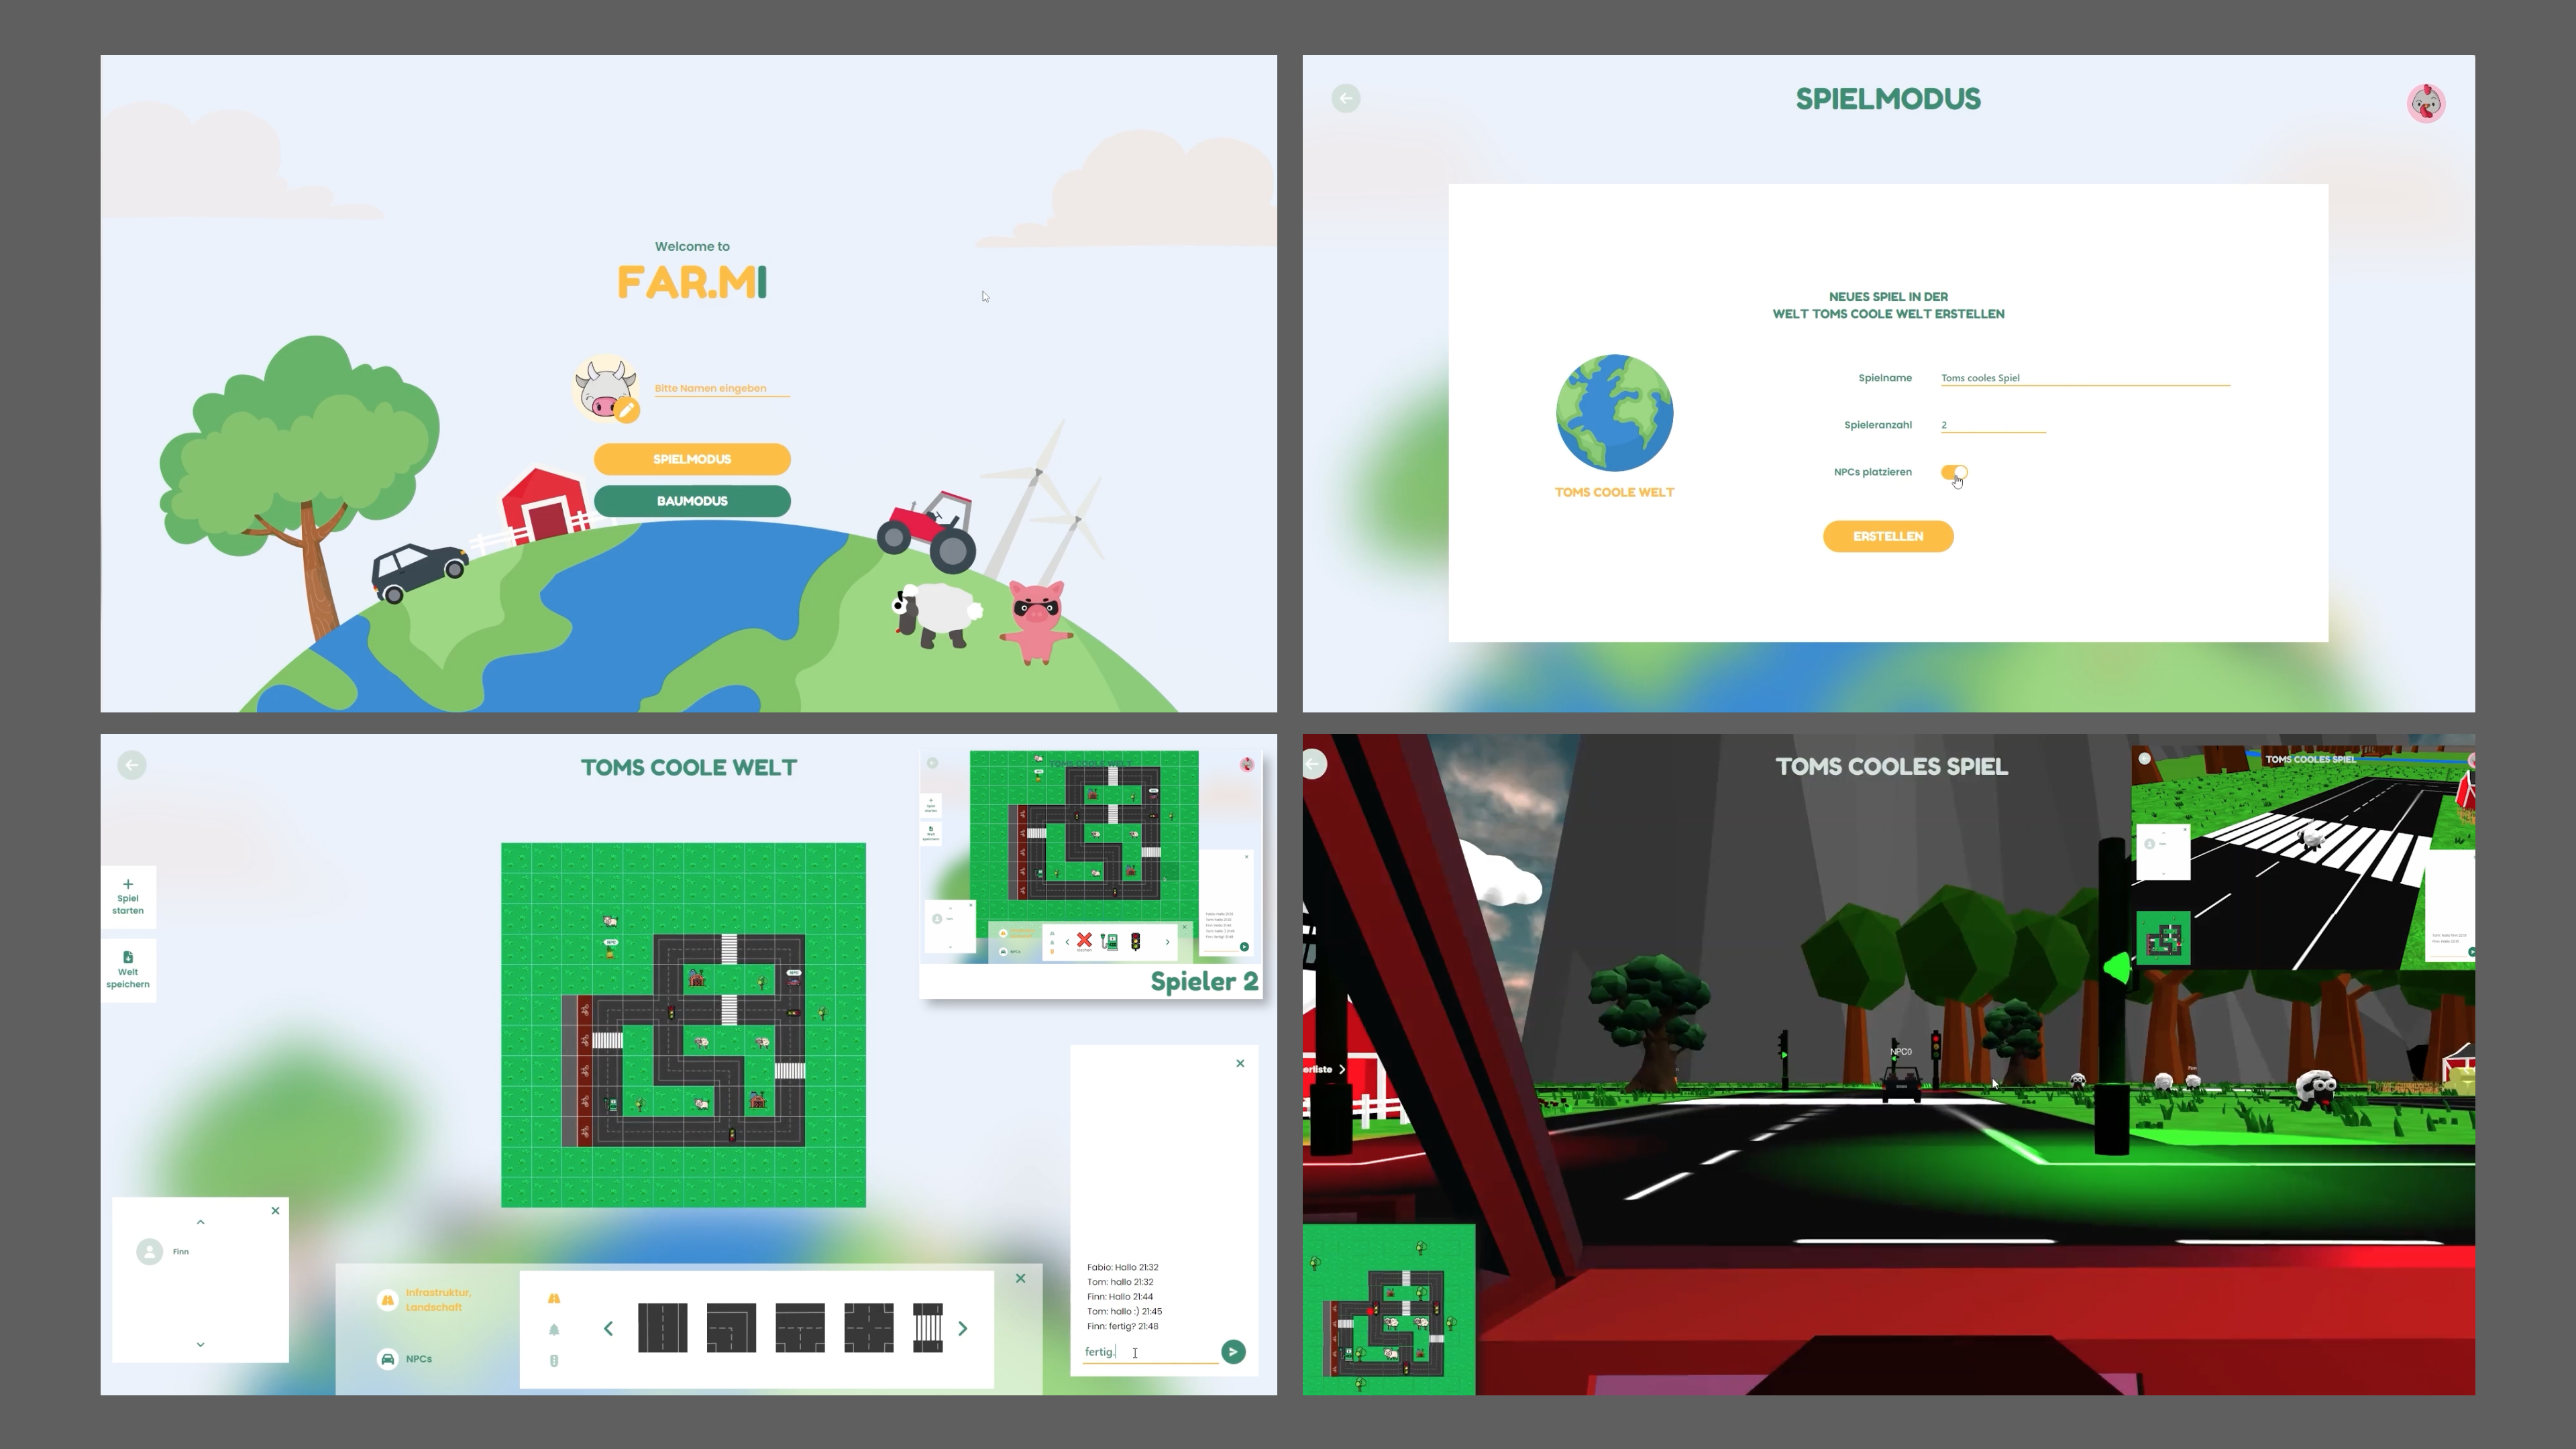 Welcome to
FAR.MI
Bitte Namen eingeben
SPIELMODUS
BAUMODUS
SPIELMODUS
NEUES SPIEL IN DER
WELT TOMS COOLE WELT ERSTELLEN
Spielname
Toms cooles Spiel
Spieleranzahl
2
NPCs platzieren
TOMS COOLE WELT
ERSTELLEN
TOMS COOLE WELT
TOMS COOLE WELT
Spiel
starten
Welt
speichern
Spieler 2
Finn
Infrastruktur,
Landschaft
NPCs
Fabio: Hallo 21:32
Tom: hallo 21:32
Finn: Hallo 21:44
Tom: hallo :) 21:45
Finn: fertig? 21:48
fertig.
TOMS COOLES SPIEL
TOMS COOLES SPIEL
NPC0
erliste